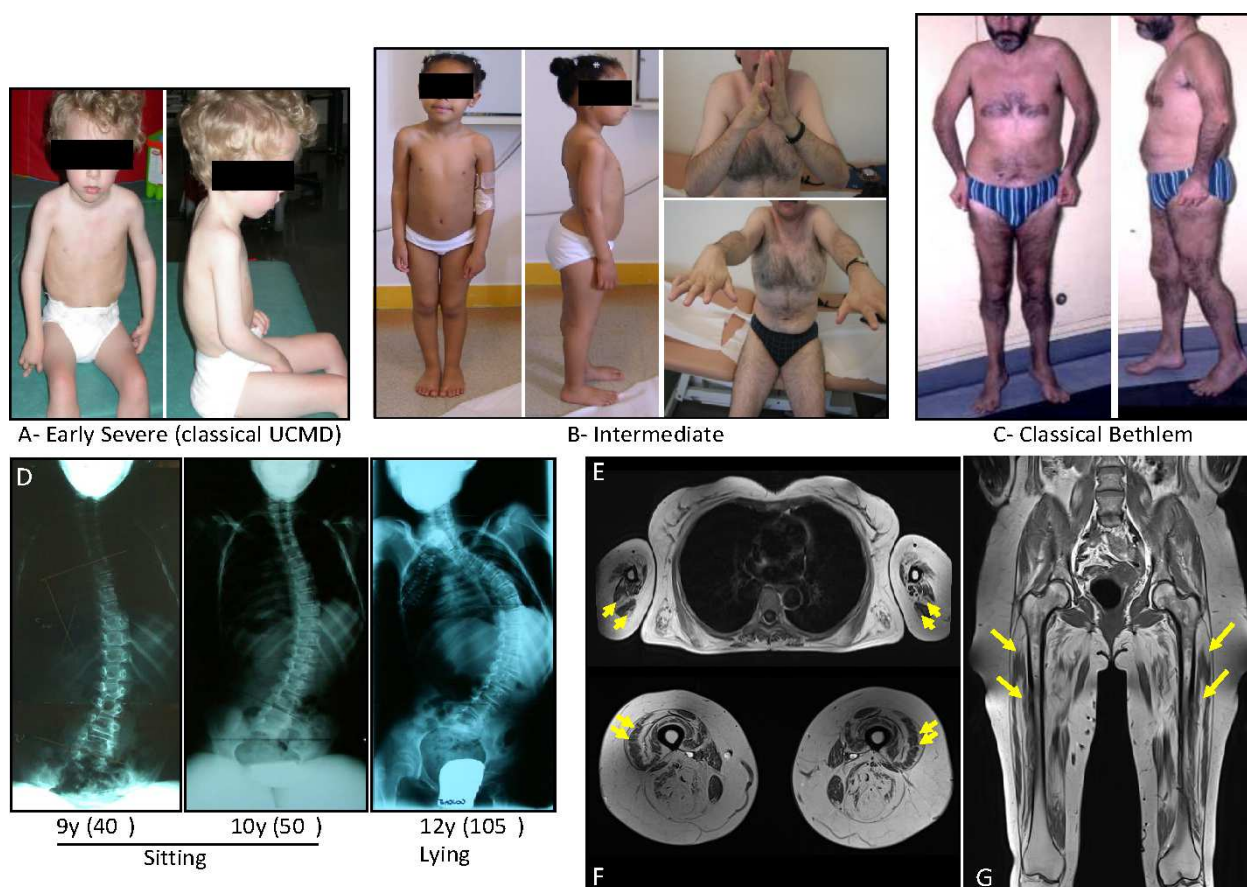 A- Early Severe (classical UCMD)
B- Intermediate
C- Classical Bethlem
D
E
9y (40 )
10y (50 )
12y (105 )
Sitting
Lying
F
G